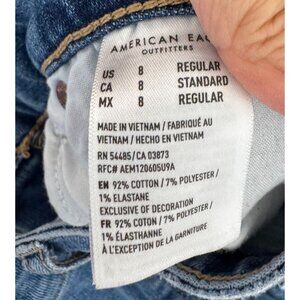 AMERICAN EAG
OUTFITTERS
US 8 REGULAR
CA 8 STANDARD
MX 8 REGULAR
MADE IN VIETNAM / FABRIQUÉ AU
VIETNAM / HECHO EN VIETNAM
RN 54485/CA 03873
RFC# AEM120605U9A
EN 92% COTTON / 7% POLYESTER /
1% ELASTANE
EXCLUSIVE OF DECORATION
FR 92% COTON / 7% POLYESTER /
1% ÉLASTHANNE
À L'EXCEPTION DE LA GARNITURE